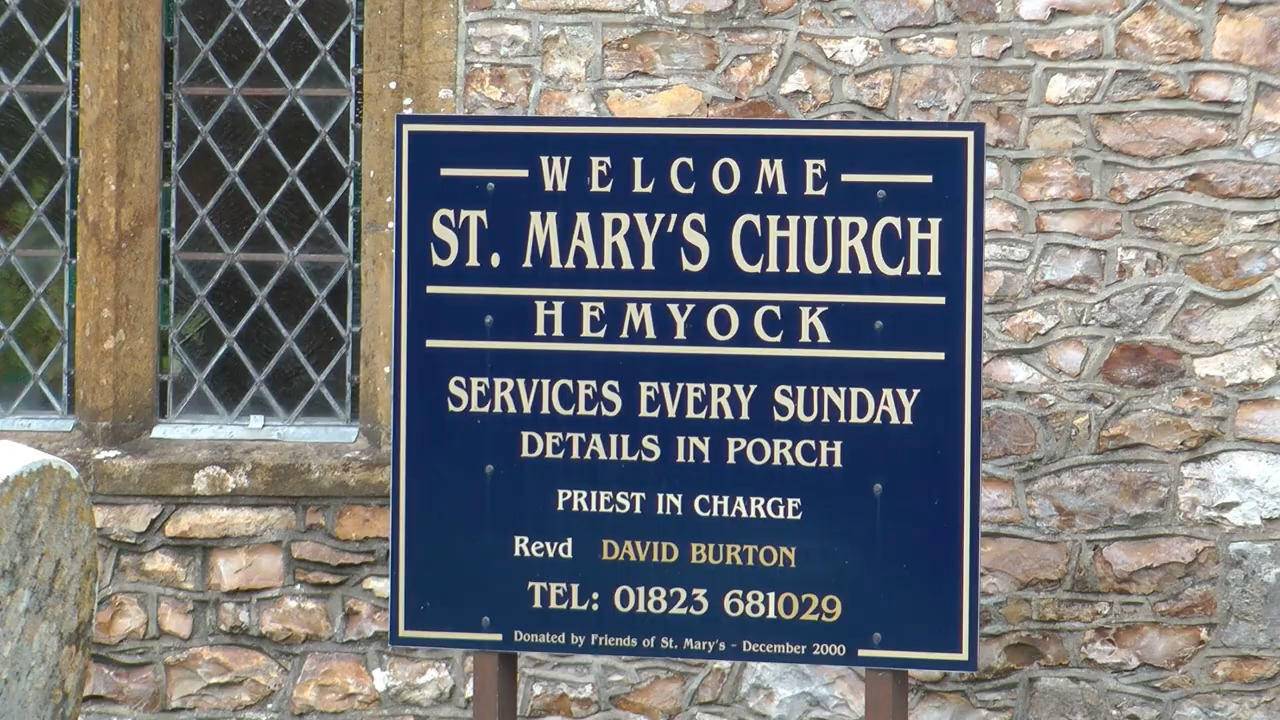 WELCOME
ST. MARY'S CHURCH
HEMYOCK
SERVICES EVERY SUNDAY
DETAILS IN PORCH
PRIEST IN CHARGE
Revd DAVID BURTON
TEL: 01823 681029
Donated by Friends of St. Mary's - December 2000